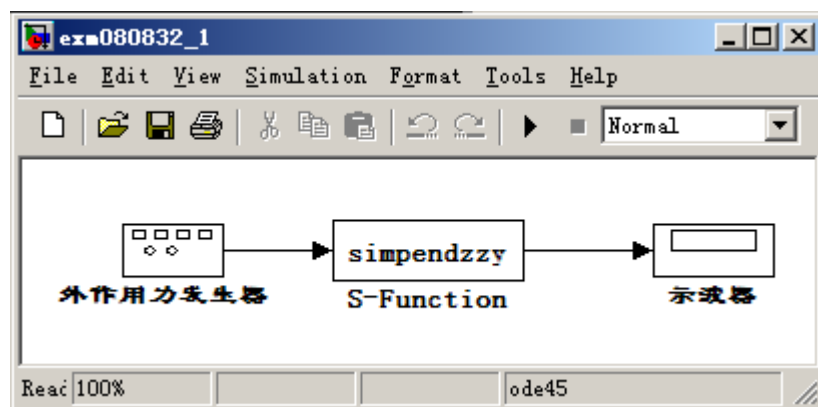 exm080832_1
File Edit View Simulation Format Tools Help
Normal
simpendzzy
外作用力发生器
S-Function
示波器
Read 100% ode45